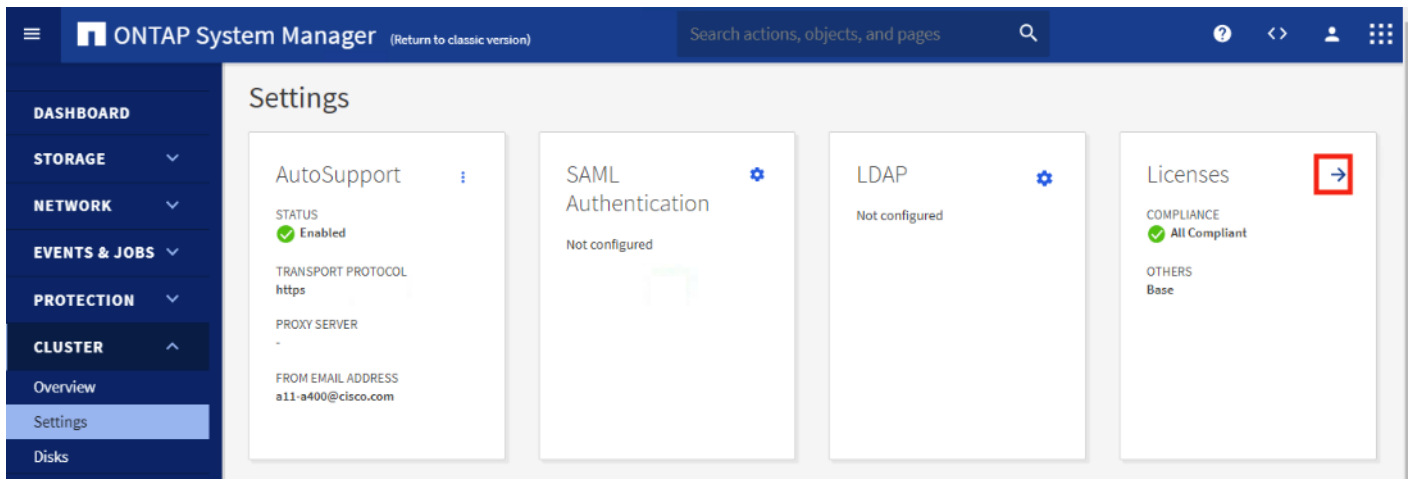 ONTAP System Manager (Return to classic version)
Search actions, objects, and pages
DASHBOARD
STORAGE
NETWORK
EVENTS & JOBS
PROTECTION
CLUSTER
Overview
Settings
Disks
Settings
AutoSupport
STATUS
Enabled
TRANSPORT PROTOCOL
https
PROXY SERVER
-
FROM EMAIL ADDRESS
a11-a400@cisco.com
SAML
Authentication
Not configured
LDAP
Not configured
Licenses
COMPLIANCE
All Compliant
OTHERS
Base